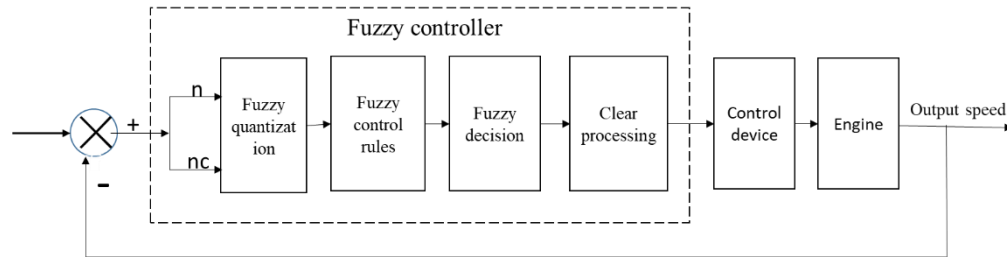 Fuzzy controller
n
nc
+
-
Fuzzy
quantizat
ion
Fuzzy
control
rules
Fuzzy
decision
Clear
processing
Control
device
Engine
Output speed